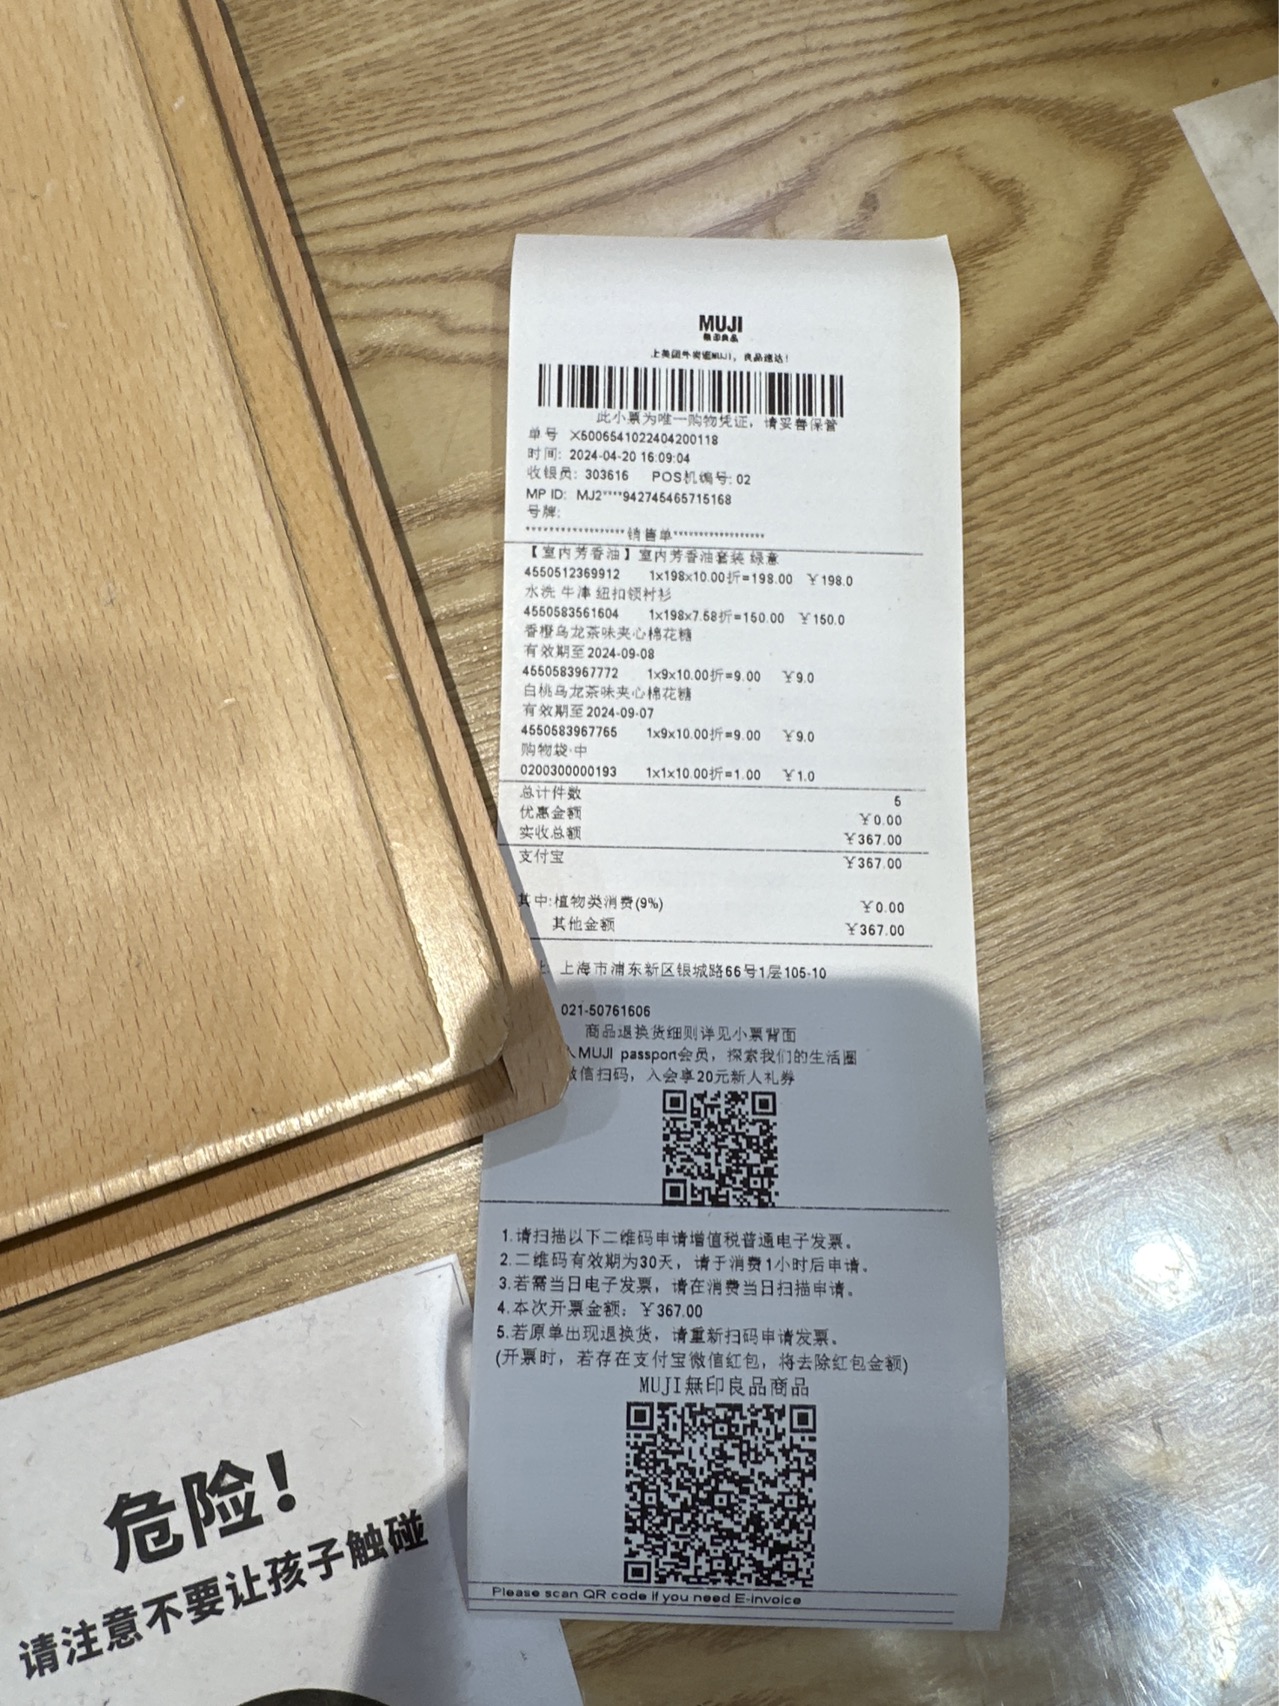 MUJI
無印良品
上美团外卖逛MUJI，良品速达！
此小票为唯一购物凭证，请妥善保管
单号 X5006541022404200118
时间: 2024-04-20 16:09:04
收银员: 303616 POS机编号: 02
MP ID: MJ2****942745465715168
号牌:
******************销售单*****************
【室内芳香油】室内芳香油套装 绿意
4550512369912 1x198x10.00折=198.00 ￥198.0
水洗 牛津 纽扣领衬衫
4550583561604 1x198x7.58折=150.00 ￥150.0
香橙乌龙茶味夹心棉花糖
有效期至2024-09-08
4550583967772 1x9x10.00折=9.00 ￥9.0
白桃乌龙茶味夹心棉花糖
有效期至2024-09-07
4550583967765 1x9x10.00折=9.00 ￥9.0
购物袋·中
0200300000193 1x1x10.00折=1.00 ￥1.0
总计件数 5
优惠金额 ￥0.00
实收总额 ￥367.00
支付宝 ￥367.00
其中:植物类消费(9%) ￥0.00
其他金额 ￥367.00
上海市浦东新区银城路66号1层105-10
021-50761606
商品退换货细则详见小票背面
MUJI passport会员，探索我们的生活圈
微信扫码，入会享20元新人礼券
1.请扫描以下二维码申请增值税普通电子发票。
2.二维码有效期为30天，请于消费1小时后申请。
3.若需当日电子发票，请在消费当日扫描申请。
4.本次开票金额：￥367.00
5.若原单出现退换货，请重新扫码申请发票。
(开票时，若存在支付宝微信红包，将去除红包金额)
MUJI無印良品商品
Please scan QR code if you need E-invoice
危险！
请注意不要让孩子触碰